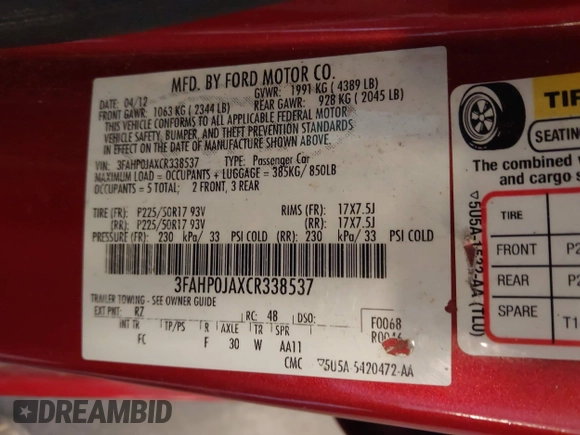 MFD. BY FORD MOTOR CO.
DATE: 04/12 GVWR: 1991 KG ( 4389 LB)
FRONT GAWR: 1063 KG ( 2344 LB) REAR GAWR: 928 KG ( 2045 LB)
THIS VEHICLE CONFORMS TO ALL APPLICABLE FEDERAL MOTOR
VEHICLE SAFETY, BUMPER, AND THEFT PREVENTION STANDARDS
IN EFFECT ON THE DATE OF MANUFACTURE SHOWN ABOVE.
VIN: 3FAHP0JAXCR338537 TYPE: Passenger Car
MAXIMUM LOAD = OCCUPANTS + LUGGAGE = 385KG/850LB
OCCUPANTS = 5 TOTAL; 2 FRONT, 3 REAR
TIRE (FR): P225/50R17 93V RIMS (FR): 17X7.5J
(RR): P225/50R17 93V (RR): 17X7.5J
PRESSURE (FR): 230 kPa/ 33 PSI COLD (RR): 230 kPa/ 33 PSI COLD
3FAHP0JAXCR338537
TRAILER TOWING - SEE OWNER GUIDE
EXT PNT: RZ RC: 4B DSO: F0068
INT TR TP/PS R AXLE TR SPR
FC F 30 W AA11
CMC ▽5U5A-5420472-AA
TIR
SEATING
The combined
and cargo s
TIRE
FRONT P2
REAR P2
SPARE T1
DREAMBID